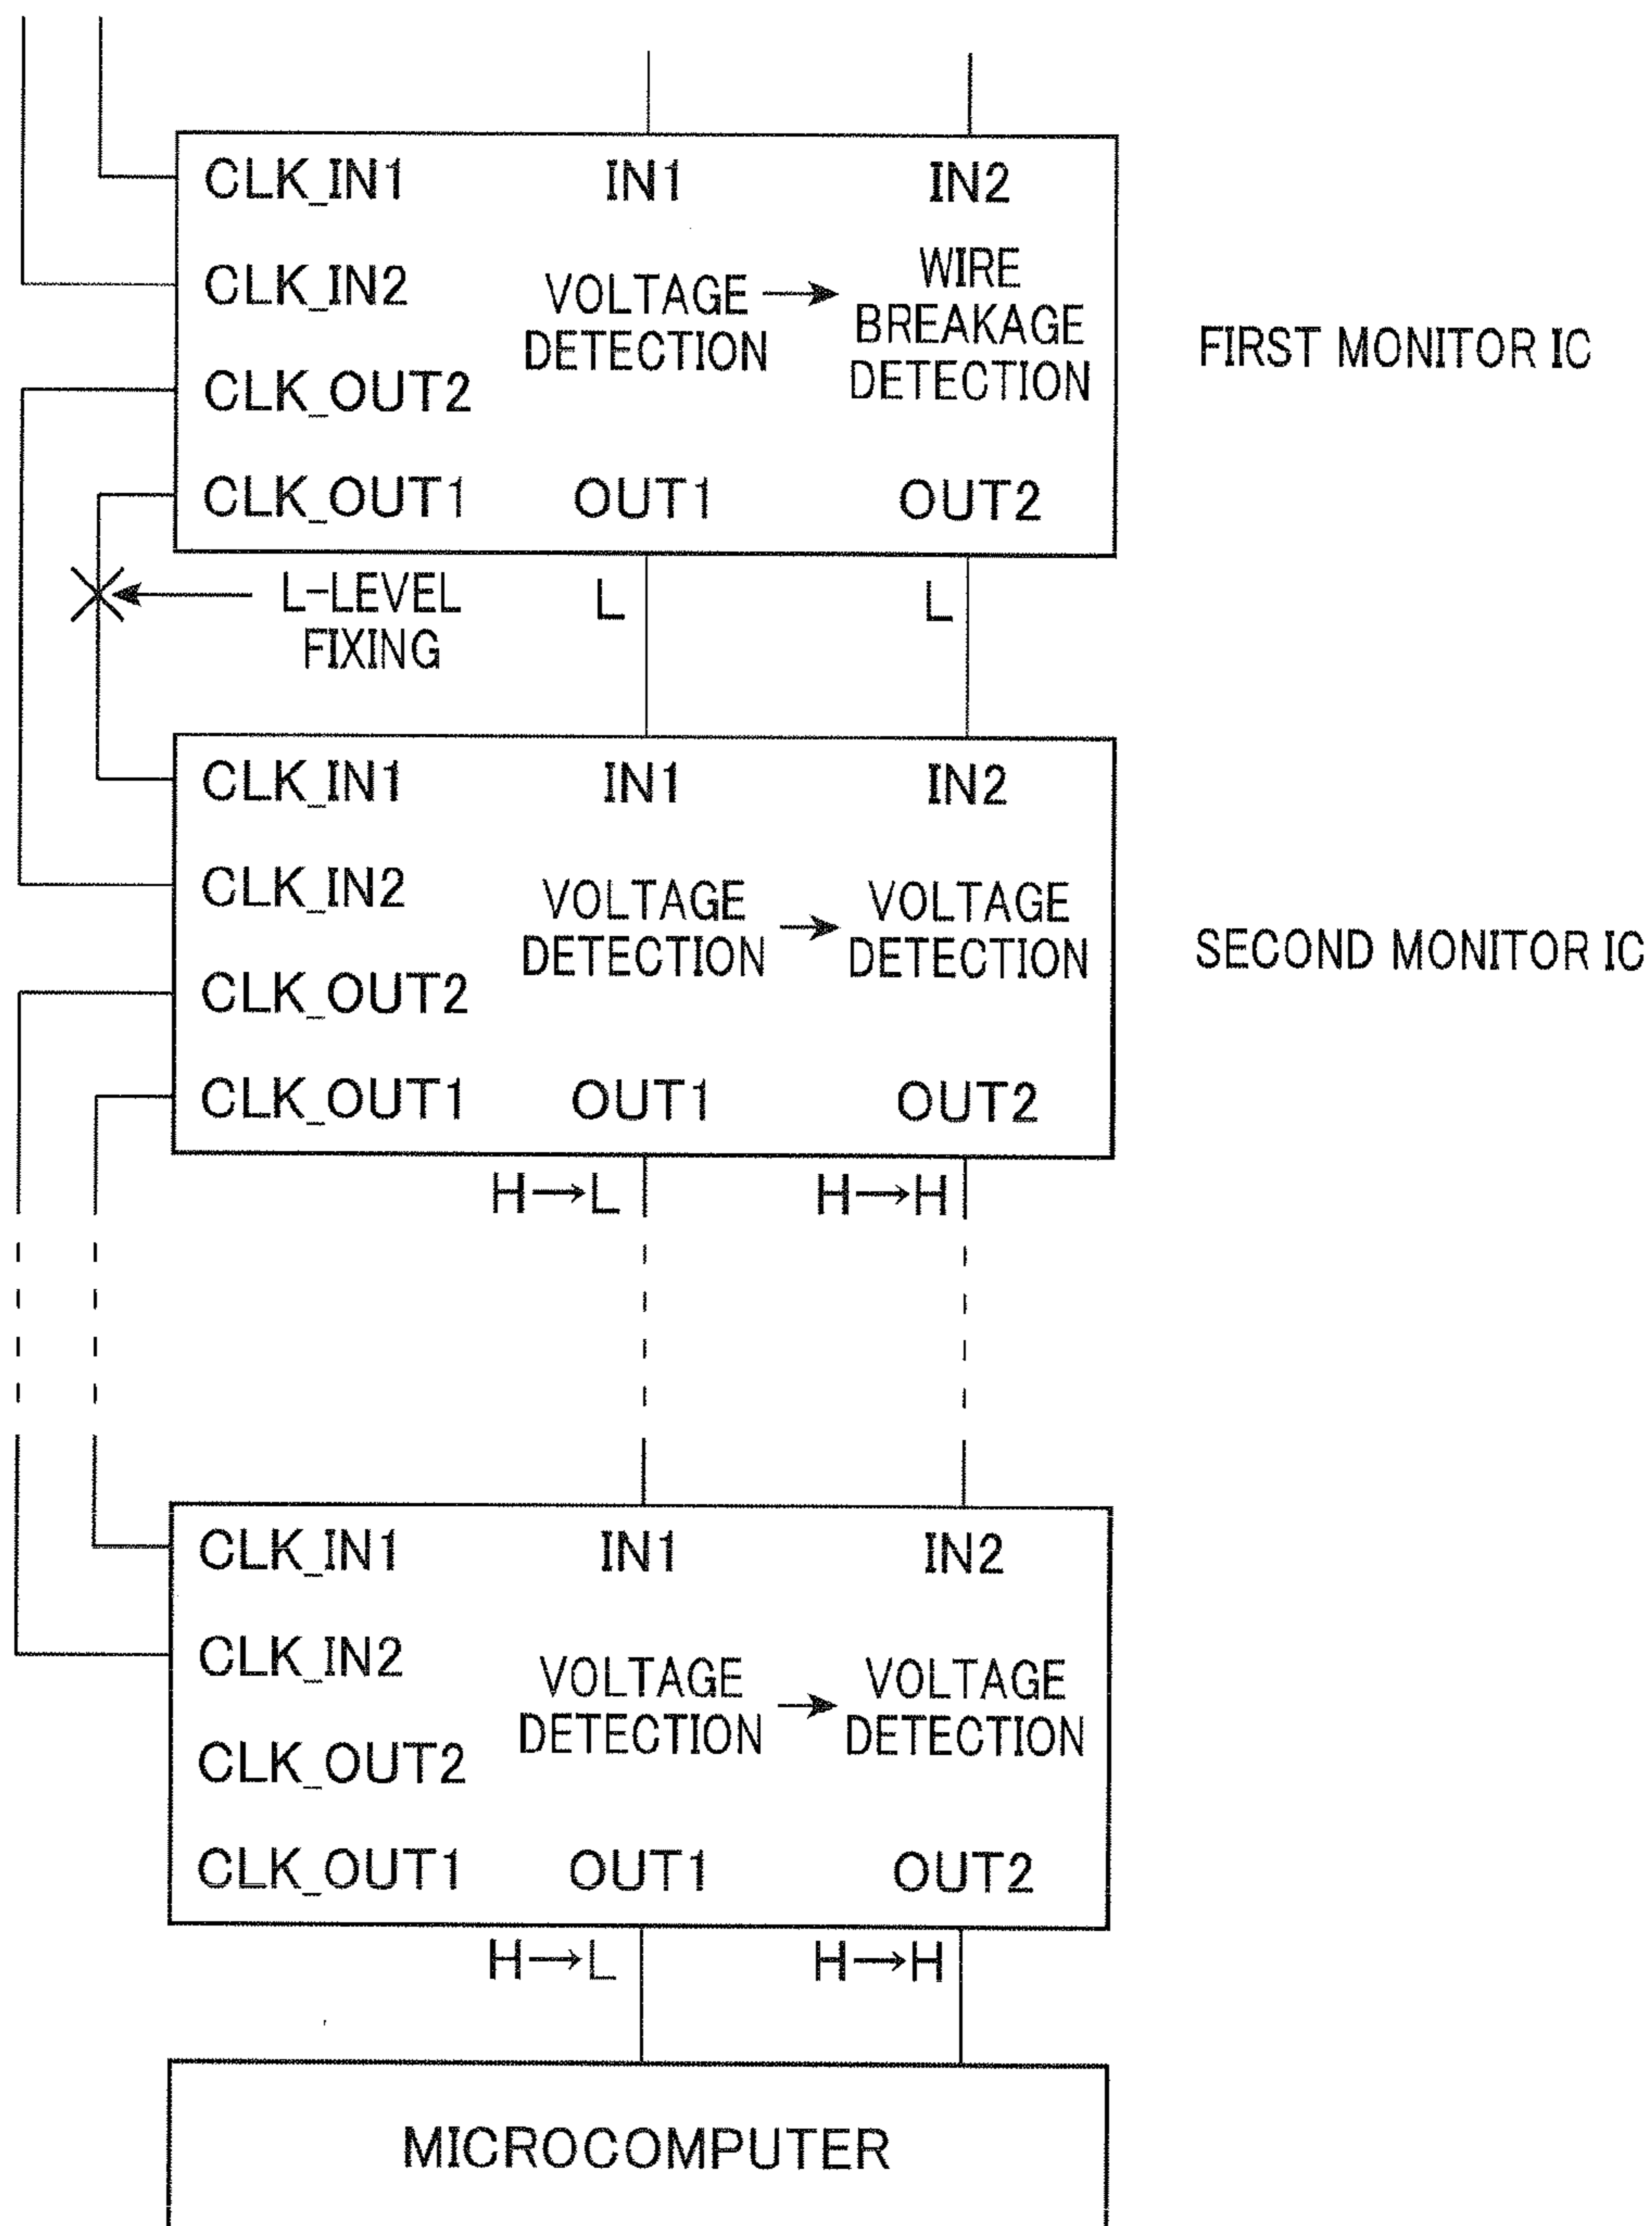 CLK_IN1 IN1 IN2
CLK_IN2 VOLTAGE DETECTION → WIRE BREAKAGE DETECTION
CLK_OUT2
CLK_OUT1 OUT1 OUT2
FIRST MONITOR IC
L-LEVEL
FIXING
L L
CLK_IN1 IN1 IN2
CLK_IN2 VOLTAGE DETECTION → VOLTAGE DETECTION
CLK_OUT2
CLK_OUT1 OUT1 OUT2
SECOND MONITOR IC
H→L H→H
CLK_IN1 IN1 IN2
CLK_IN2 VOLTAGE DETECTION → VOLTAGE DETECTION
CLK_OUT2
CLK_OUT1 OUT1 OUT2
H→L H→H
MICROCOMPUTER